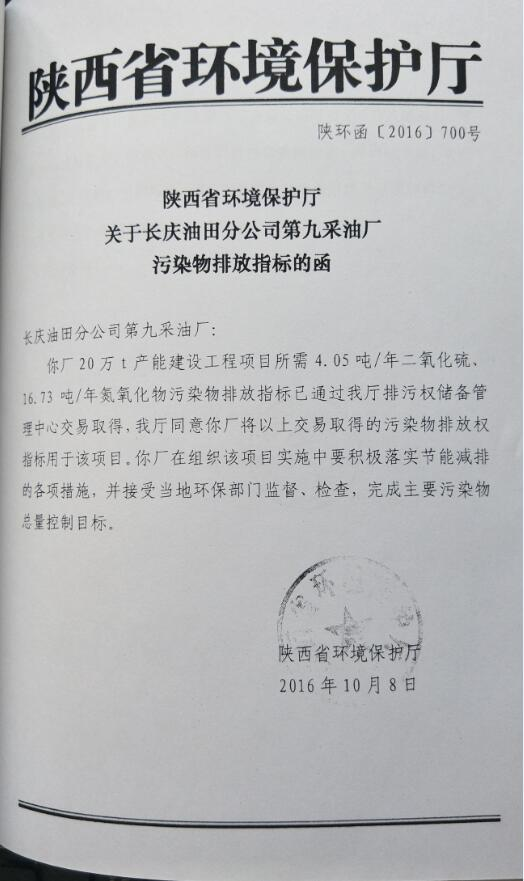 陕西省环境保护厅
陕环函〔2016〕700号
陕西省环境保护厅
关于长庆油田分公司第九采油厂
污染物排放指标的函
长庆油田分公司第九采油厂：
你厂20万t产能建设工程项目所需4.05吨/年二氧化硫、
16.73吨/年氮氧化物污染物排放指标已通过我厅排污权储备管
理中心交易取得，我厅同意你厂将以上交易取得的污染物排放权
指标用于该项目。你厂在组织该项目实施中要积极落实节能减排
的各项措施，并接受当地环保部门监督、检查，完成主要污染物
总量控制目标。
陕西省环境保护厅
2016年10月8日